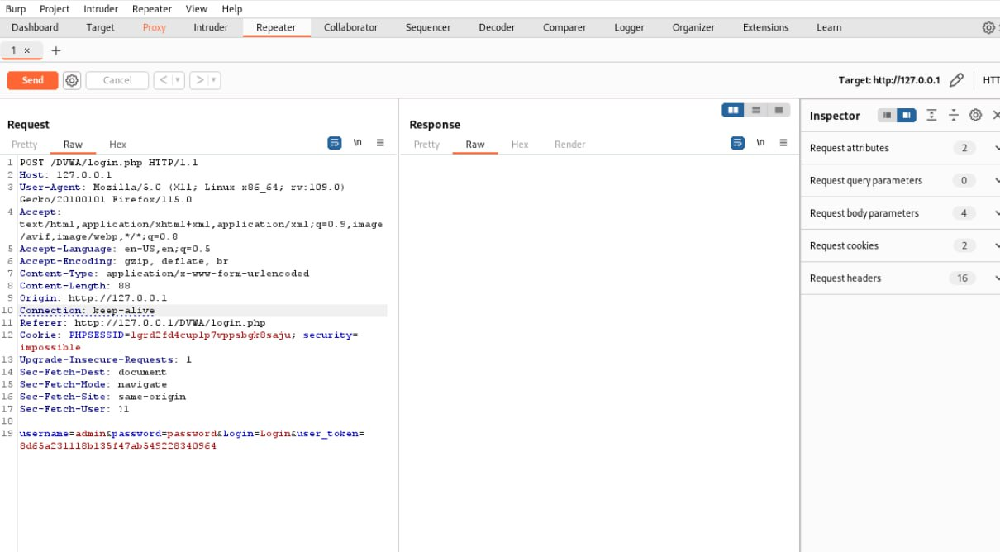 Burp Project Intruder Repeater View Help
Dashboard Target Proxy Intruder Repeater Collaborator Sequencer Decoder Comparer Logger Organizer Extensions Learn
1 × +
Send Cancel < > Target: http://127.0.0.1 HTT
Request
Pretty Raw Hex \n
1 POST /DVWA/login.php HTTP/1.1
2 Host: 127.0.0.1
3 User-Agent: Mozilla/5.0 (X11; Linux x86_64; rv:109.0)
Gecko/20100101 Firefox/115.0
4 Accept:
text/html,application/xhtml+xml,application/xml;q=0.9,image
/avif,image/webp,*/*;q=0.8
5 Accept-Language: en-US,en;q=0.5
6 Accept-Encoding: gzip, deflate, br
7 Content-Type: application/x-www-form-urlencoded
8 Content-Length: 88
9 Origin: http://127.0.0.1
10 Connection: keep-alive
11 Referer: http://127.0.0.1/DVWA/login.php
12 Cookie: PHPSESSID=lgrd2fd4cuplp7vppsbgk8saju; security=
impossible
13 Upgrade-Insecure-Requests: 1
14 Sec-Fetch-Dest: document
15 Sec-Fetch-Mode: navigate
16 Sec-Fetch-Site: same-origin
17 Sec-Fetch-User: ?1
18
19 username=admin&password=password&Login=Login&user_token=
8d65a231118b135f47ab549228340964
Response
Pretty Raw Hex Render \n
Inspector
Request attributes 2
Request query parameters 0
Request body parameters 4
Request cookies 2
Request headers 16